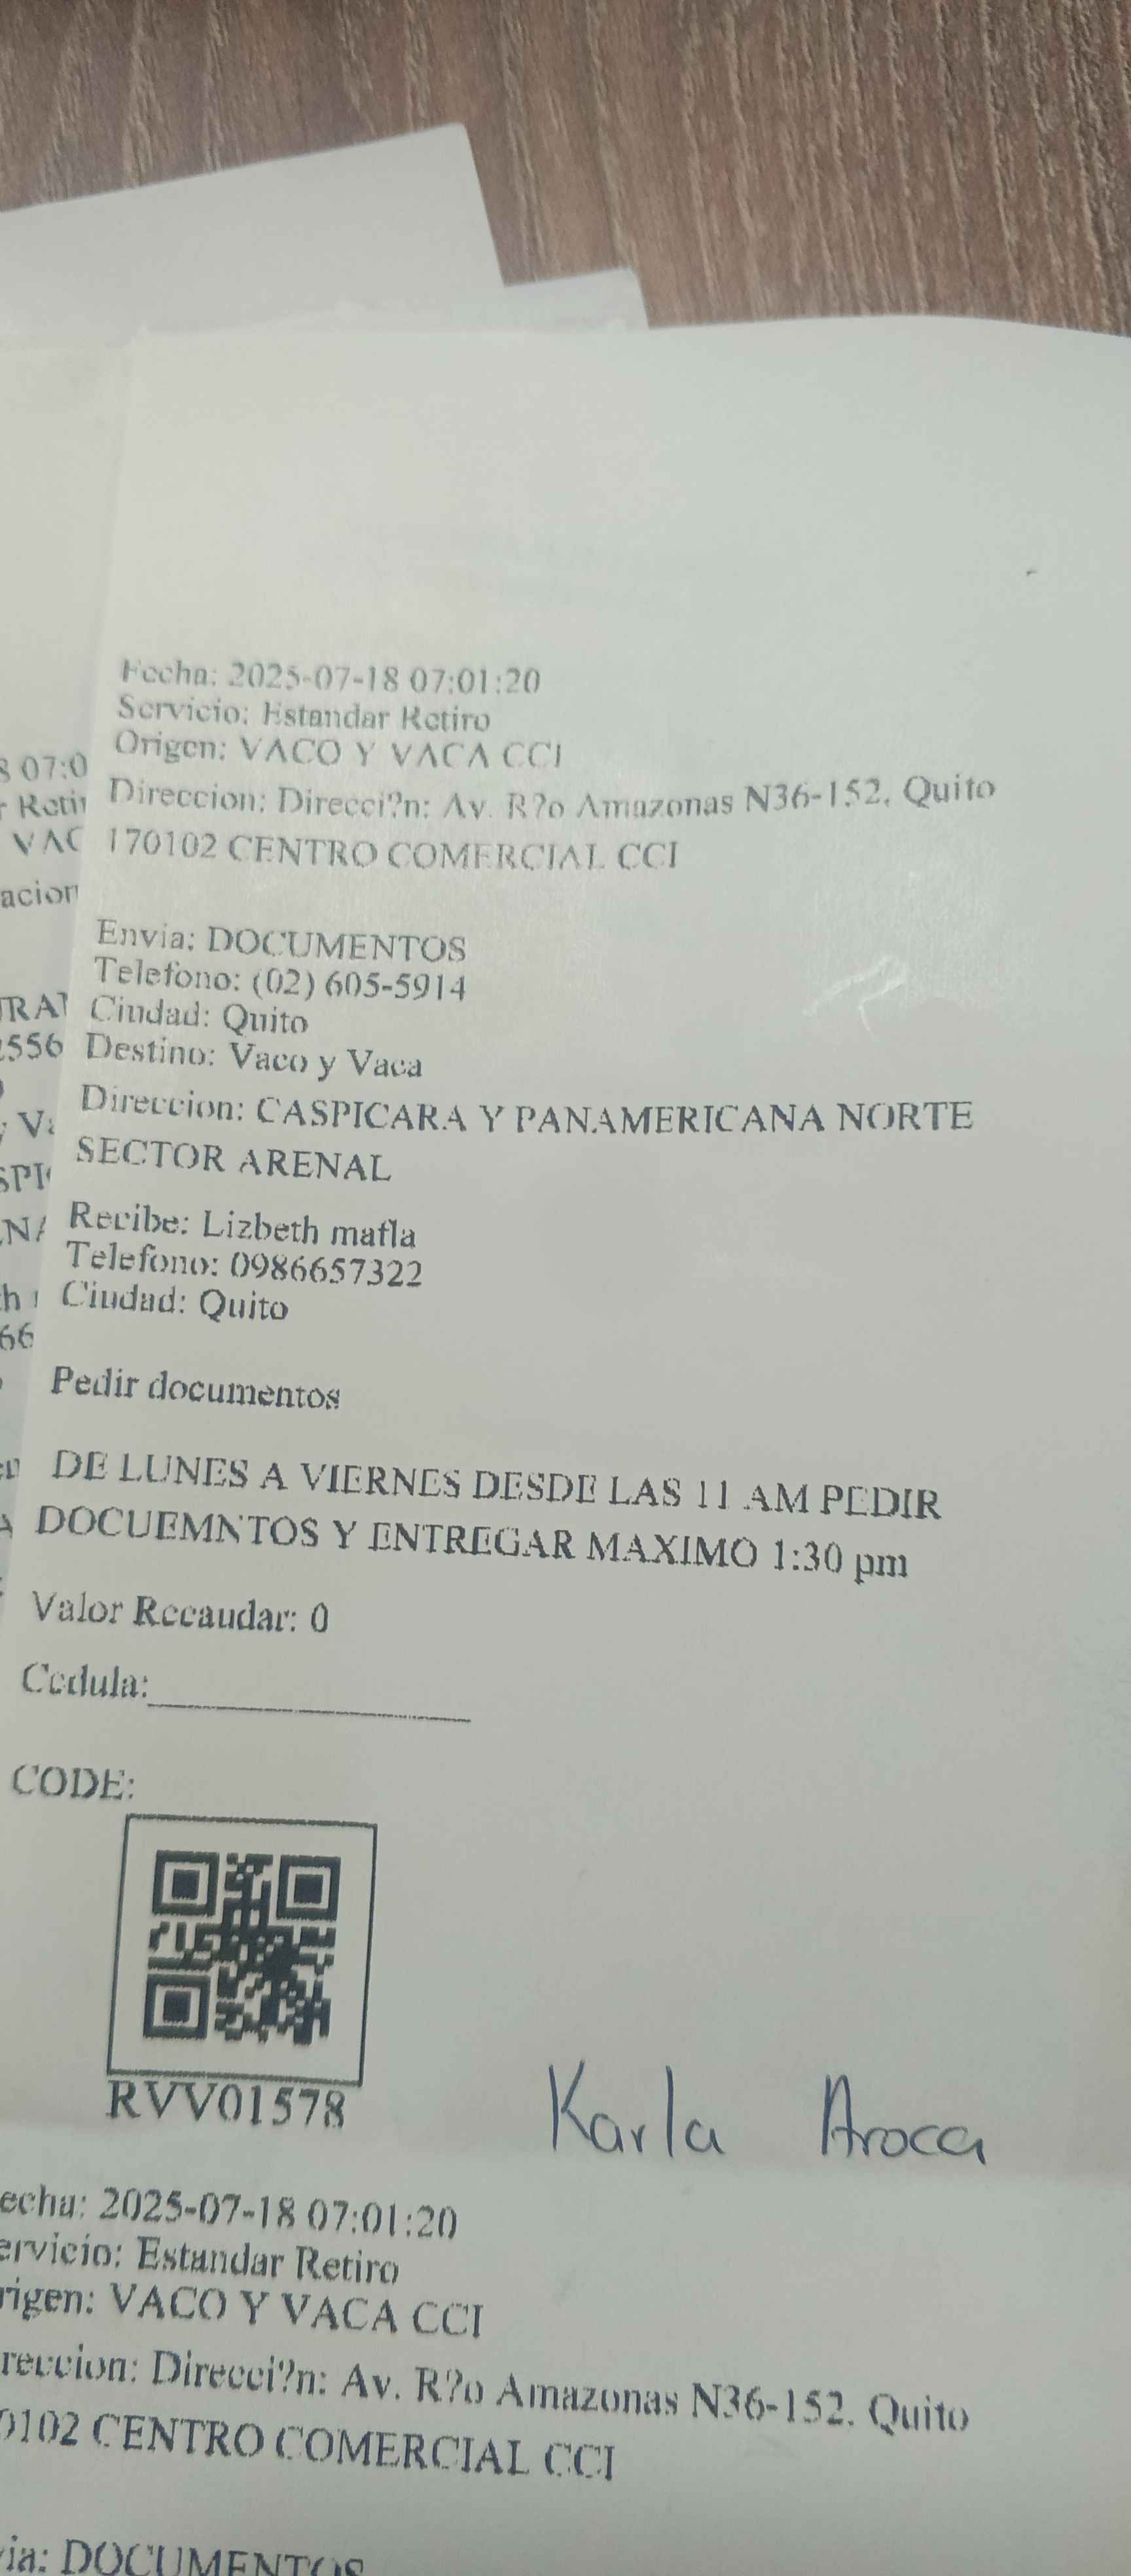 Fecha: 2025-07-18 07:01:20
Servicio: Estandar Retiro
Origen: VACO Y VACA CCI
Direccion: Direcci?n: Av. R?o Amazonas N36-152, Quito
170102 CENTRO COMERCIAL CCI
Envia: DOCUMENTOS
Telefono: (02) 605-5914
Ciudad: Quito
Destino: Vaco y Vaca
Direccion: CASPICARA Y PANAMERICANA NORTE
SECTOR ARENAL
Recibe: Lizbeth mafla
Telefono: 0986657322
Ciudad: Quito
Pedir documentos
DE LUNES A VIERNES DESDE LAS 11 AM PEDIR
DOCUEMNTOS Y ENTREGAR MAXIMO 1:30 pm
Valor Recaudar: 0
Cedula:
CODE:
RVV01578
Karla Aroca
echa: 2025-07-18 07:01:20
ervicio: Estandar Retiro
rigen: VACO Y VACA CCI
reccion: Direcci?n: Av. R?o Amazonas N36-152, Quito
0102 CENTRO COMERCIAL CCI
via: DOCUMENTOS